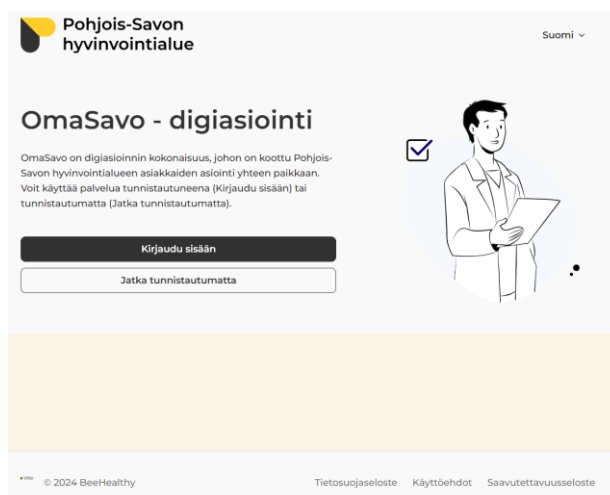 Pohjois-Savon
hyvinvointialue
Suomi
OmaSavo - digiasiointi
OmaSavo on digiasioinnin kokonaisuus, johon on koottu Pohjois-
Savon hyvinvointialueen asiakkaiden asiointi yhteen paikkaan.
Voit käyttää palvelua tunnistautuneena (Kirjaudu sisään) tai
tunnistautumatta (Jatka tunnistautumatta).
Kirjaudu sisään
Jatka tunnistautumatta
© 2024 BeeHealthy
Tietosuojaseloste Käyttöehdot Saavutettavuusseloste